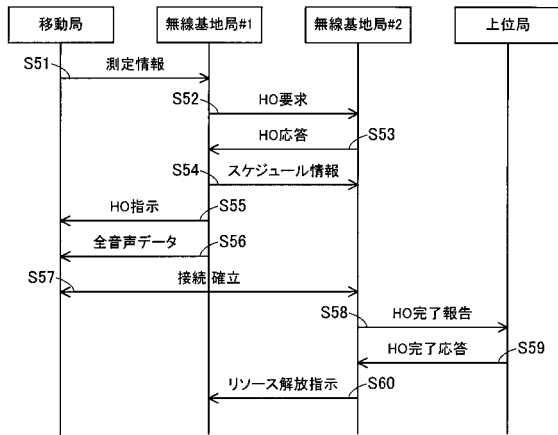 移動局
無線基地局#1
無線基地局#2
上位局
S51
測定情報
S52
HO要求
HO応答
S53
S54
スケジュール情報
HO指示
S55
全音声データ
S56
S57
接続 確立
S58
HO完了報告
HO完了応答
S59
リソース解放指示
S60